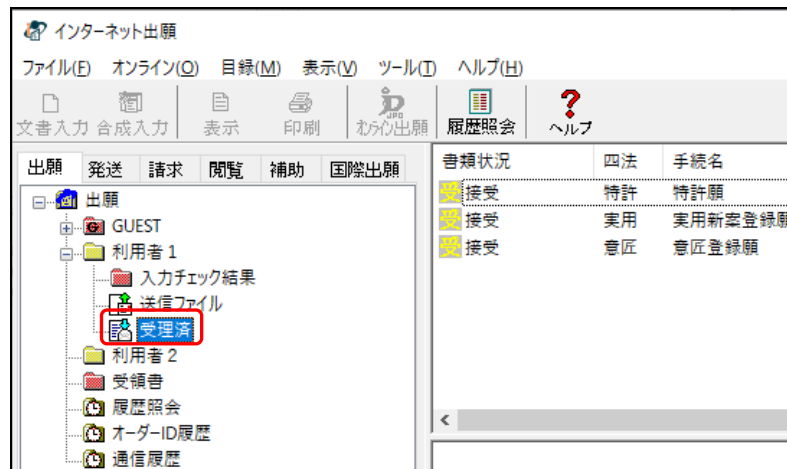 インターネット出願
ファイル(F) オンライン(O) 目録(M) 表示(V) ツール(T) ヘルプ(H)
文書入力 合成入力 表示 印刷 オンライン出願 履歴照会 ヘルプ
出願 発送 請求 閲覧 補助 国際出願
出願
GUEST
利用者1
入力チェック結果
送信ファイル
受理済
利用者2
受領書
履歴照会
オーダーID履歴
通信履歴
書類状況 四法 手続名
受 接受 特許 特許願
受 接受 実用 実用新案登録願
受 接受 意匠 意匠登録願